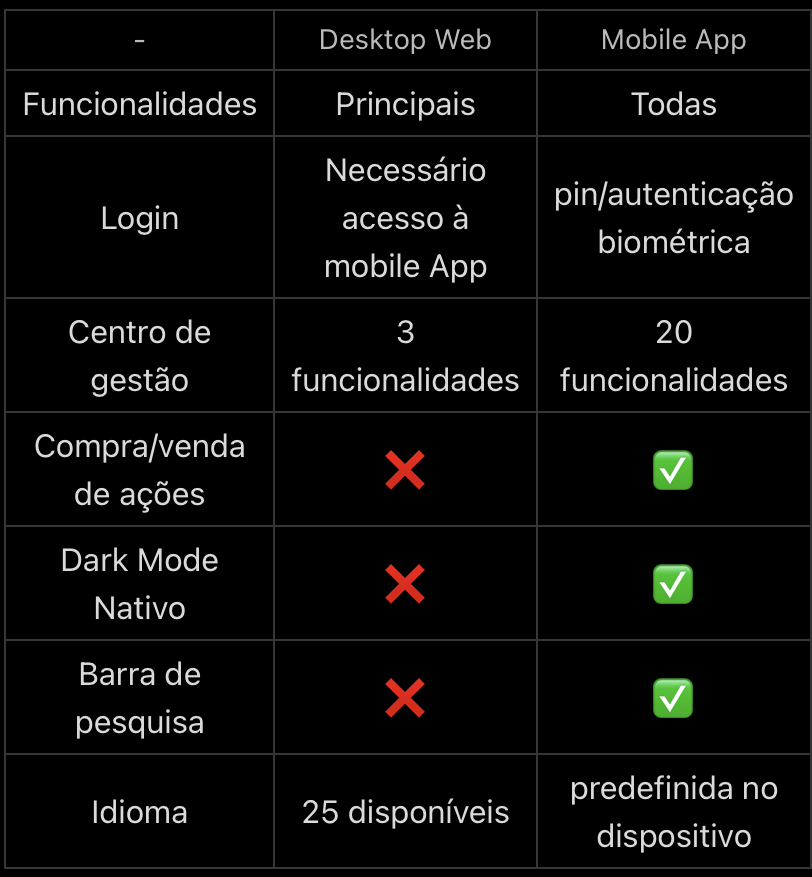 - Desktop Web Mobile App
Funcionalidades Principais Todas
Login Necessário acesso à mobile App pin/autenticação biométrica
Centro de gestão 3 funcionalidades 20 funcionalidades
Compra/venda de ações ❌ ✅
Dark Mode Nativo ❌ ✅
Barra de pesquisa ❌ ✅
Idioma 25 disponíveis predefinida no dispositivo